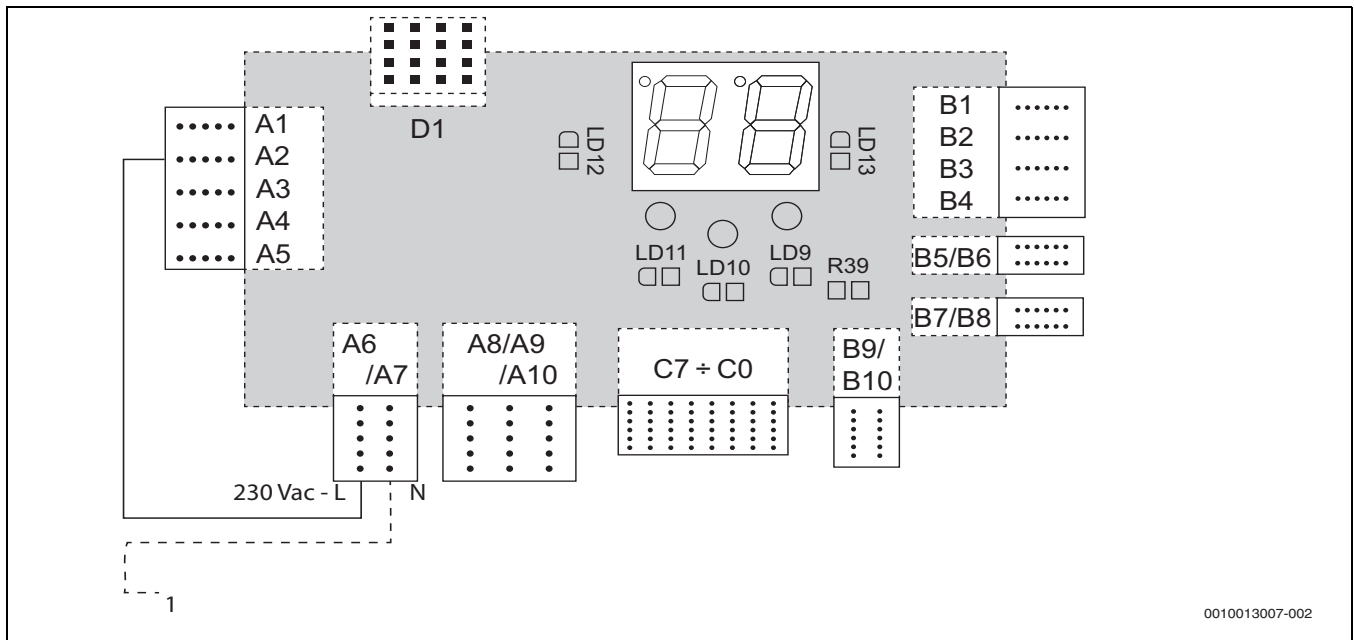 D1
A1
A2
A3
A4
A5
LD12
LD13
B1
B2
B3
B4
LD11
LD10
LD9
R39
B5/B6
B7/B8
A6
/A7
A8/A9
/A10
C7 ÷ C0
B9/
B10
230 Vac - L
N
1
0010013007-002